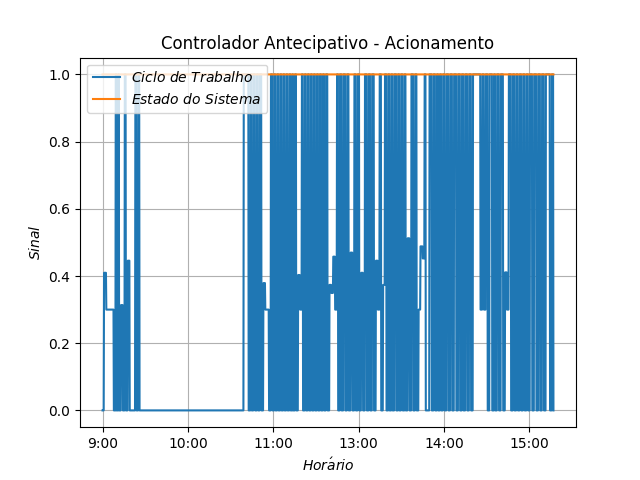 Controlador Antecipativo - Acionamento
Ciclo de Trabalho
Estado do Sistema
Sinal
1.0
0.8
0.6
0.4
0.2
0.0
9:00 10:00 11:00 13:00 14:00 15:00
Horário